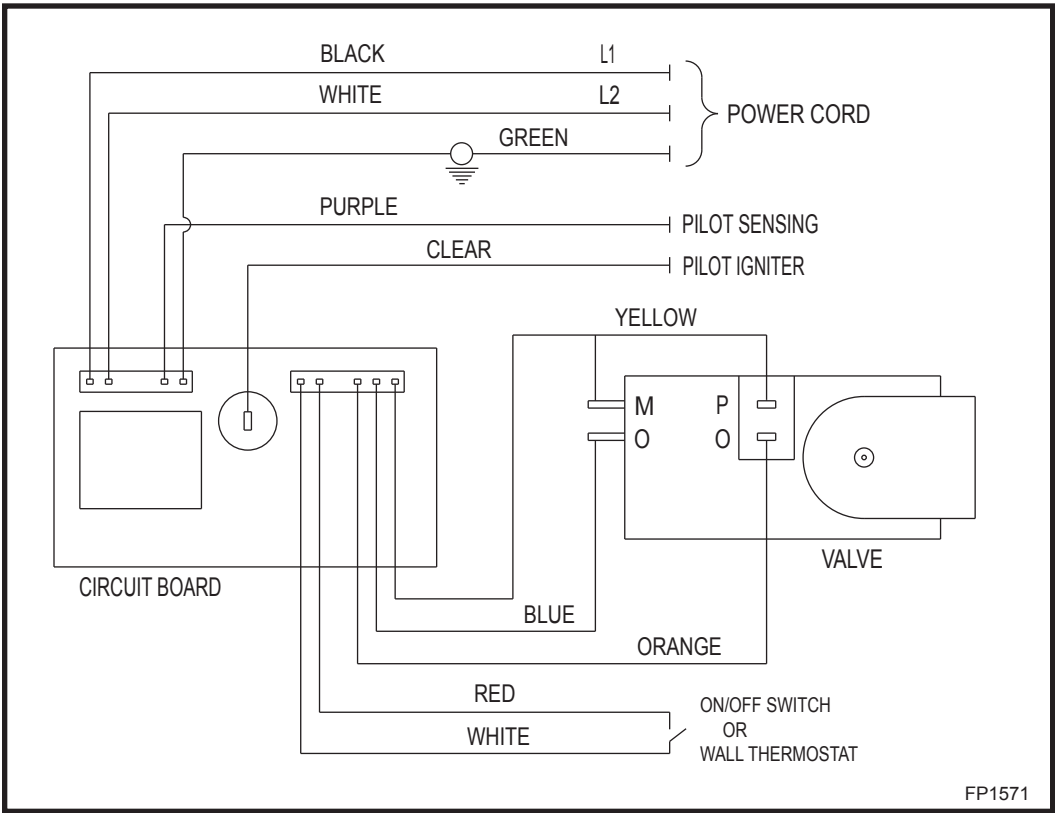 BLACK L1
WHITE L2
POWER CORD
GREEN
PURPLE
PILOT SENSING
CLEAR
PILOT IGNITER
YELLOW
M P
O O
VALVE
CIRCUIT BOARD
BLUE
ORANGE
RED
WHITE
ON/OFF SWITCH
OR
WALL THERMOSTAT
FP1571